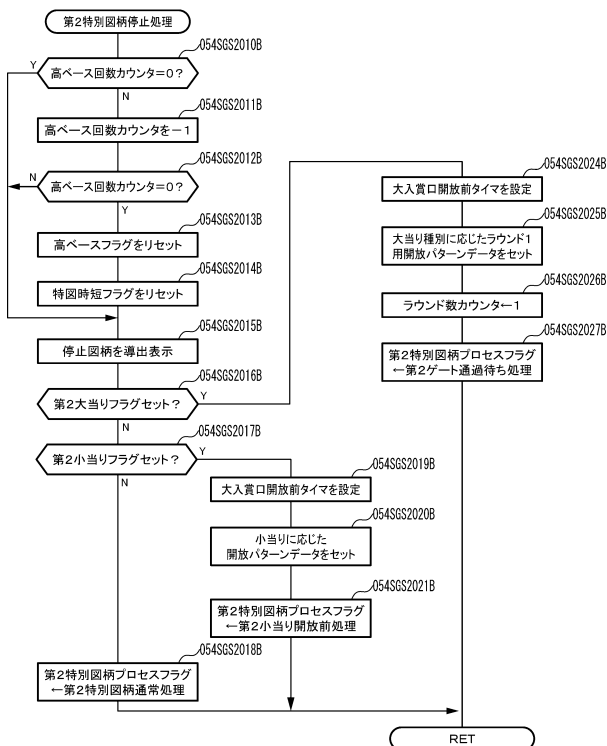 第2特別図柄停止処理
054SGS2010B
Y
高ベース回数カウンタ=0?
N
054SGS2011B
高ベース回数カウンタを-1
054SGS2012B
N
高ベース回数カウンタ=0?
Y
054SGS2013B
高ベースフラグをリセット
054SGS2014B
特図時短フラグをリセット
054SGS2015B
停止図柄を導出表示
054SGS2016B
第2大当りフラグセット?
Y
N
054SGS2017B
第2小当りフラグセット?
Y
N
054SGS2018B
第2特別図柄プロセスフラグ
←第2特別図柄通常処理
054SGS2019B
大入賞口開放前タイマを設定
054SGS2020B
小当りに応じた
開放パターンデータをセット
054SGS2021B
第2特別図柄プロセスフラグ
←第2小当り開放前処理
054SGS2024B
大入賞口開放前タイマを設定
054SGS2025B
大当り種別に応じたラウンド1
用開放パターンデータをセット
054SGS2026B
ラウンド数カウンタ←1
054SGS2027B
第2特別図柄プロセスフラグ
←第2ゲート通過待ち処理
RET